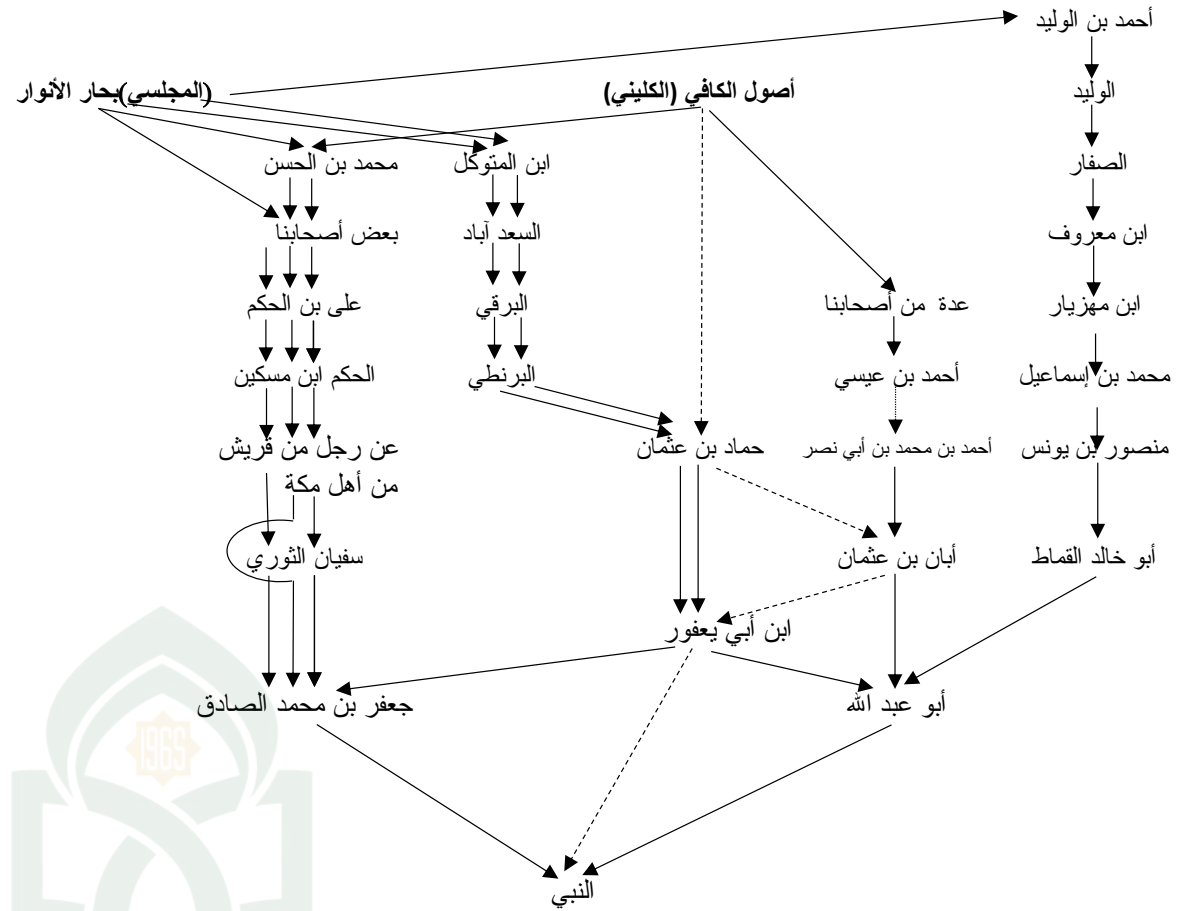 أحمد بن الوليد
(المجلسي)بحار الأنوار
أصول الكافي (الكليني)
الوليد
محمد بن الحسن
ابن المتوكل
الصفار
بعض أصحابنا
السعد آباد
ابن معروف
على بن الحكم
البرقي
عدة من أصحابنا
ابن مهزيار
الحكم ابن مسكين
البرنطي
أحمد بن عيسي
محمد بن إسماعيل
عن رجل من قريش
من أهل مكة
حماد بن عثمان
أحمد بن محمد بن أبي نصر
منصور بن يونس
سفيان الثوري
أبان بن عثمان
أبو خالد القماط
ابن أبي يعفور
جعفر بن محمد الصادق
أبو عبد الله
النبي
1965